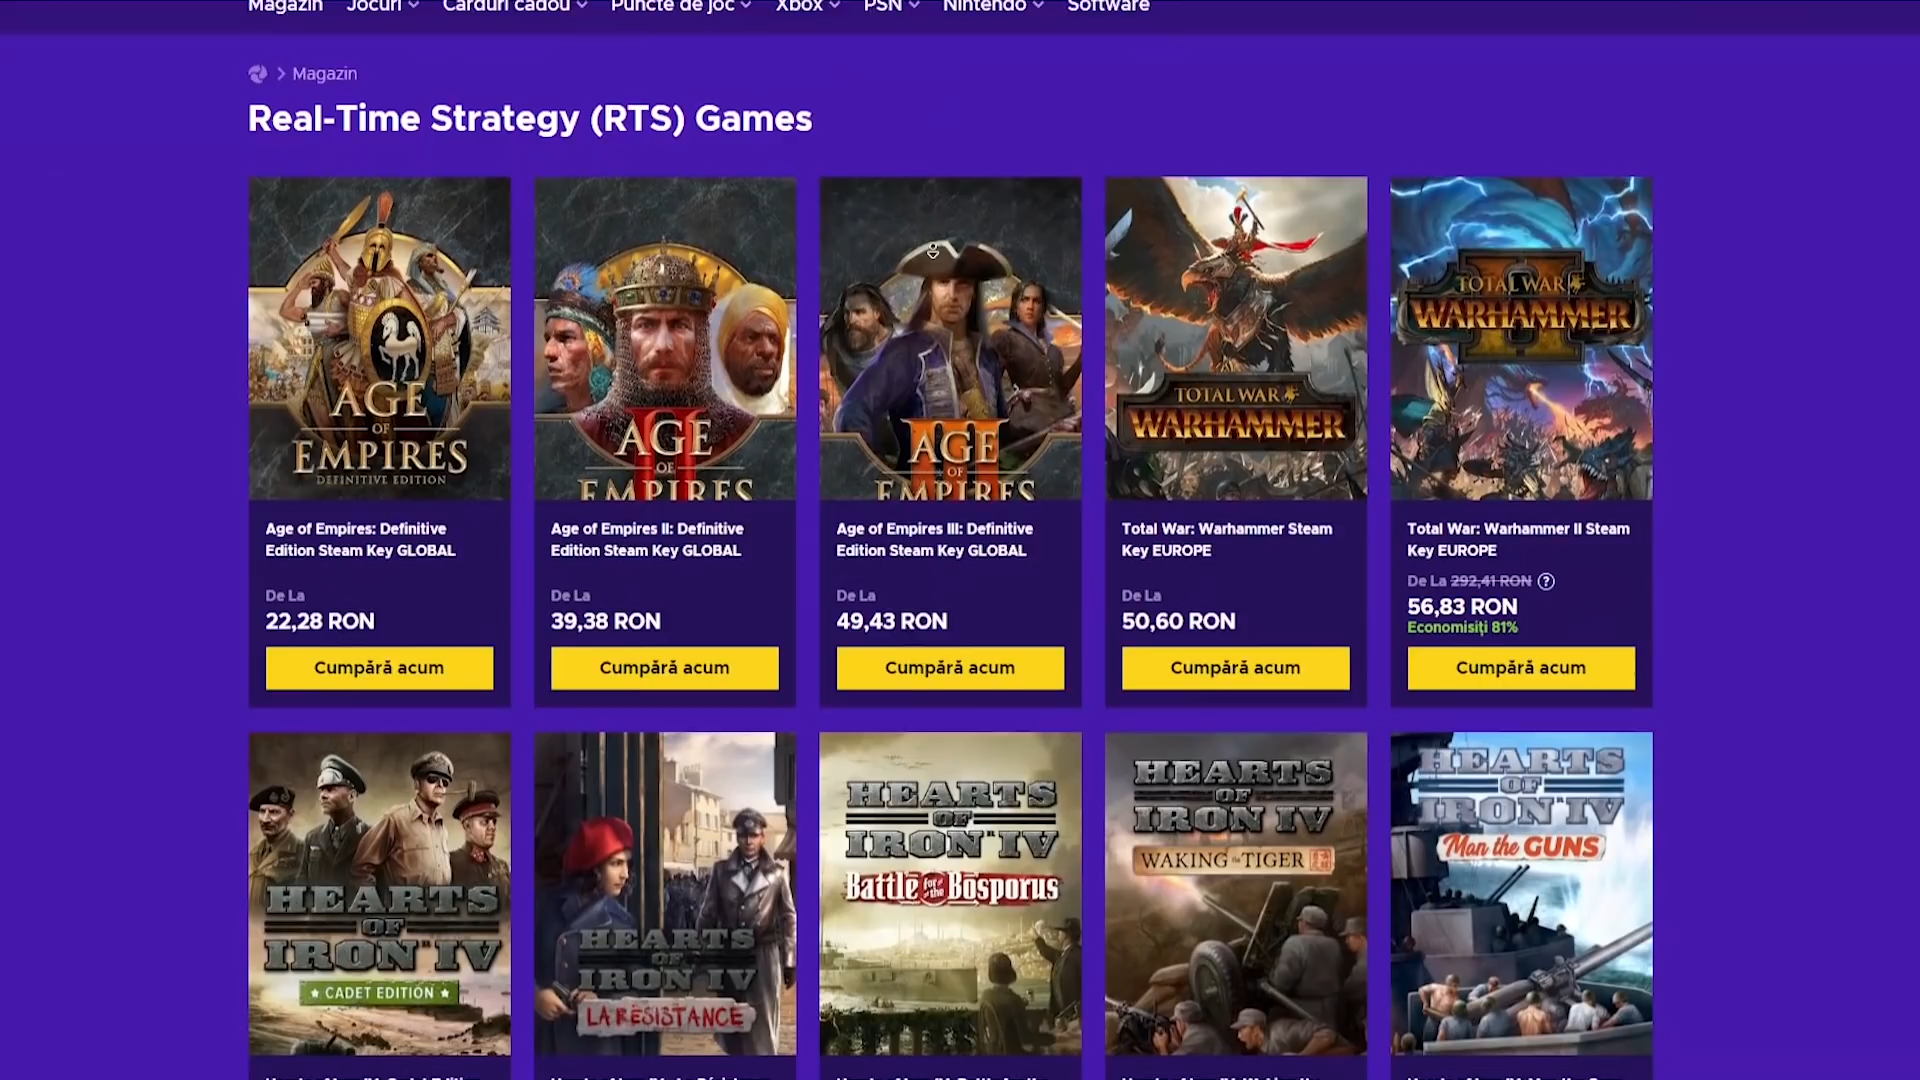 Magazin Jocuri Carduri cadou Puncte de joc Xbox PSN Nintendo Software
Magazin
Real-Time Strategy (RTS) Games
AGE
OF
EMPIRES
DEFINITIVE EDITION
Age of Empires: Definitive
Edition Steam Key GLOBAL
De La
22,28 RON
Cumpără acum
II
AGE
OF
EMPIRES
Age of Empires II: Definitive
Edition Steam Key GLOBAL
De La
39,38 RON
Cumpără acum
III
AGE
OF
EMPIRES
Age of Empires III: Definitive
Edition Steam Key GLOBAL
De La
49,43 RON
Cumpără acum
TOTAL WAR
WARHAMMER
Total War: Warhammer Steam
Key EUROPE
De La
50,60 RON
Cumpără acum
TOTAL WAR
WARHAMMER
II
Total War: Warhammer II Steam
Key EUROPE
De La 292,41 RON ?
56,83 RON
Economisiți 81%
Cumpără acum
HEARTS
OF
IRON IV
CADET EDITION
HEARTS
OF
IRON IV
LA RÉSISTANCE
HEARTS
OF
IRON IV
Battle for the Bosporus
HEARTS
OF
IRON IV
WAKING the TIGER
HEARTS
OF
IRON IV
Man the GUNS